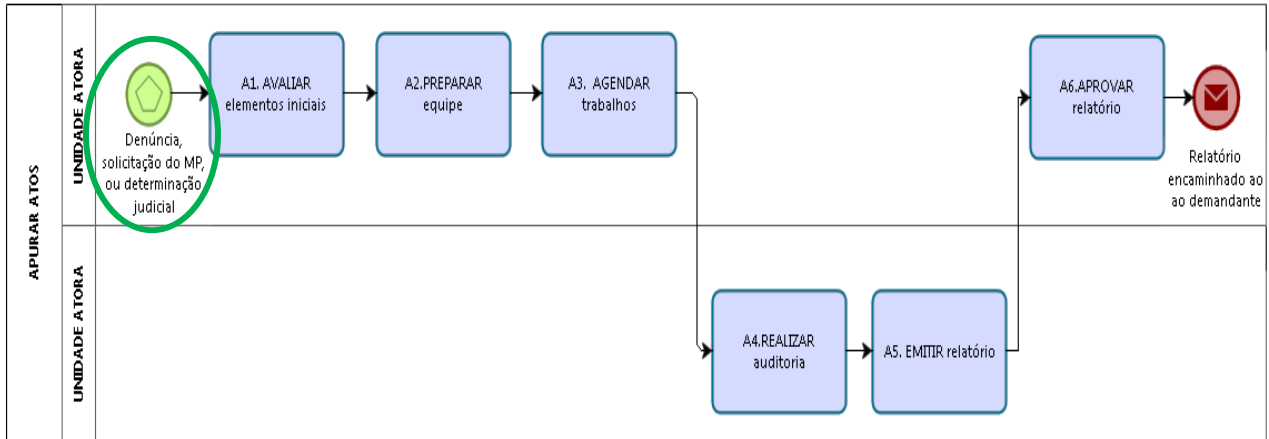 APURAR ATOS
UNIDADE ATORA
Denúncia,
solicitação do MP,
ou determinação
judicial
A1. AVALIAR
elementos iniciais
A2.PREPARAR
equipe
A3. AGENDAR
trabalhos
A6.APROVAR
relatório
Relatório
encaminhado ao
ao demandante
UNIDADE ATORA
A4.REALIZAR
auditoria
A5. EMITIR relatório